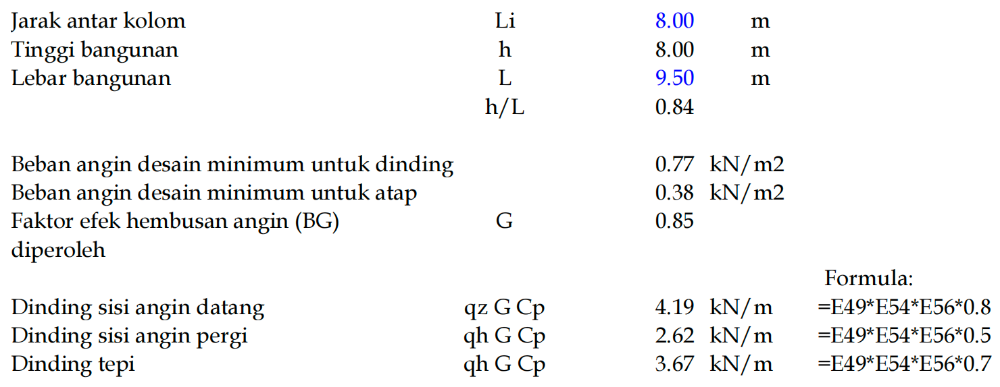 Jarak antar kolom Li 8.00 m
Tinggi bangunan h 8.00 m
Lebar bangunan L 9.50 m
h/L 0.84
Beban angin desain minimum untuk dinding 0.77 kN/m2
Beban angin desain minimum untuk atap 0.38 kN/m2
Faktor efek hembusan angin (BG) G 0.85
diperoleh
Formula:
Dinding sisi angin datang qz G Cp 4.19 kN/m =E49*E54*E56*0.8
Dinding sisi angin pergi qh G Cp 2.62 kN/m =E49*E54*E56*0.5
Dinding tepi qh G Cp 3.67 kN/m =E49*E54*E56*0.7